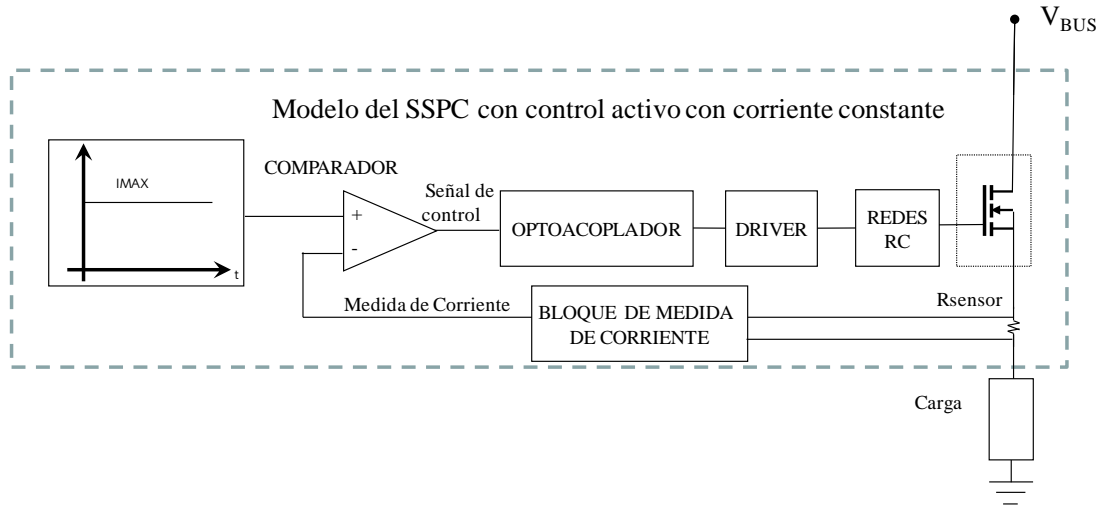 VBUS
Modelo del SSPC con control activo con corriente constante
IMAX
t
COMPARADOR
+
-
Señal de
control
OPTOACOPLADOR
DRIVER
REDES
RC
Medida de Corriente
BLOQUE DE MEDIDA
DE CORRIENTE
Rsensor
Carga